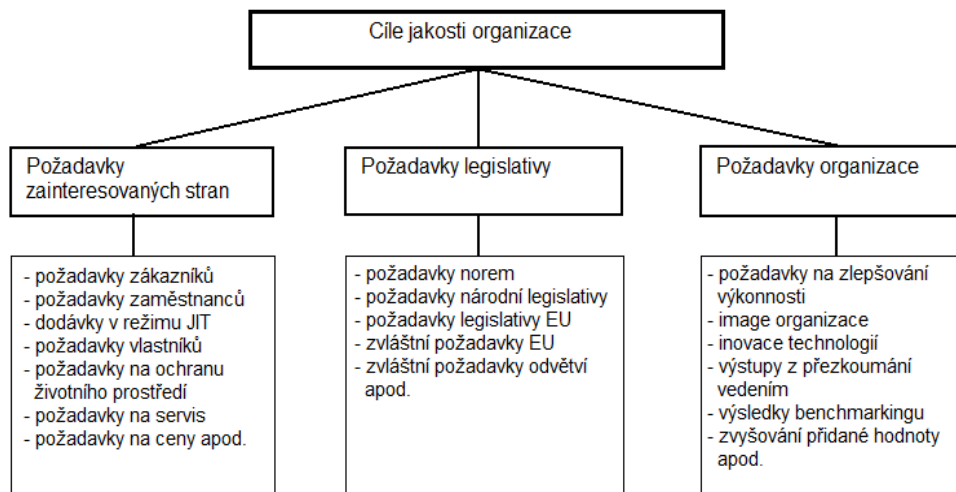 Cíle jakosti organizace
Požadavky
zainteresovaných stran
- požadavky zákazníků
- požadavky zaměstnanců
- dodávky v režimu JIT
- požadavky vlastníků
- požadavky na ochranu
životního prostředí
- požadavky na servis
- požadavky na ceny apod.
Požadavky legislativy
- požadavky norem
- požadavky národní legislativy
- požadavky legislativy EU
- zvláštní požadavky EU
- zvláštní požadavky odvětví
apod.
Požadavky organizace
- požadavky na zlepšování
výkonnosti
- image organizace
- inovace technologií
- výstupy z přezkoumání
vedením
- výsledky benchmarkingu
- zvyšování přidané hodnoty
apod.